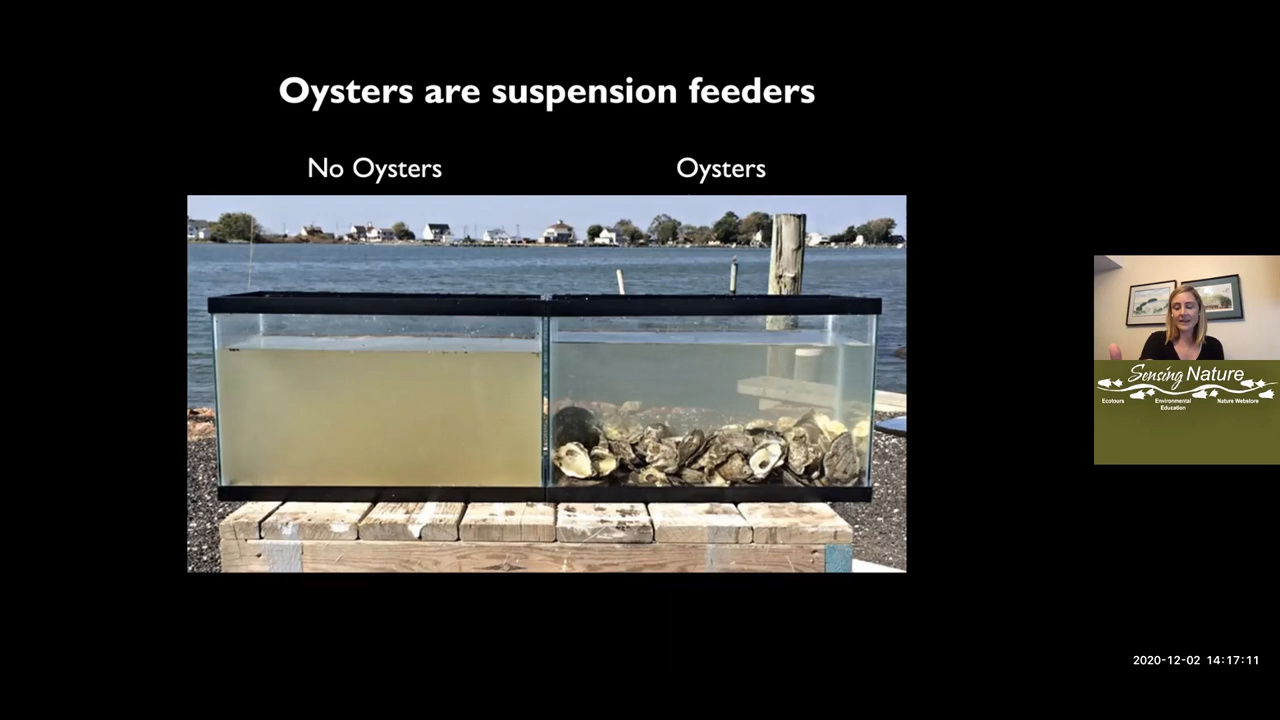 Oysters are suspension feeders
No Oysters
Oysters
Sensing Nature
Ecotours
Environmental
Education
Nature Webstore
2020-12-02 14:17:11